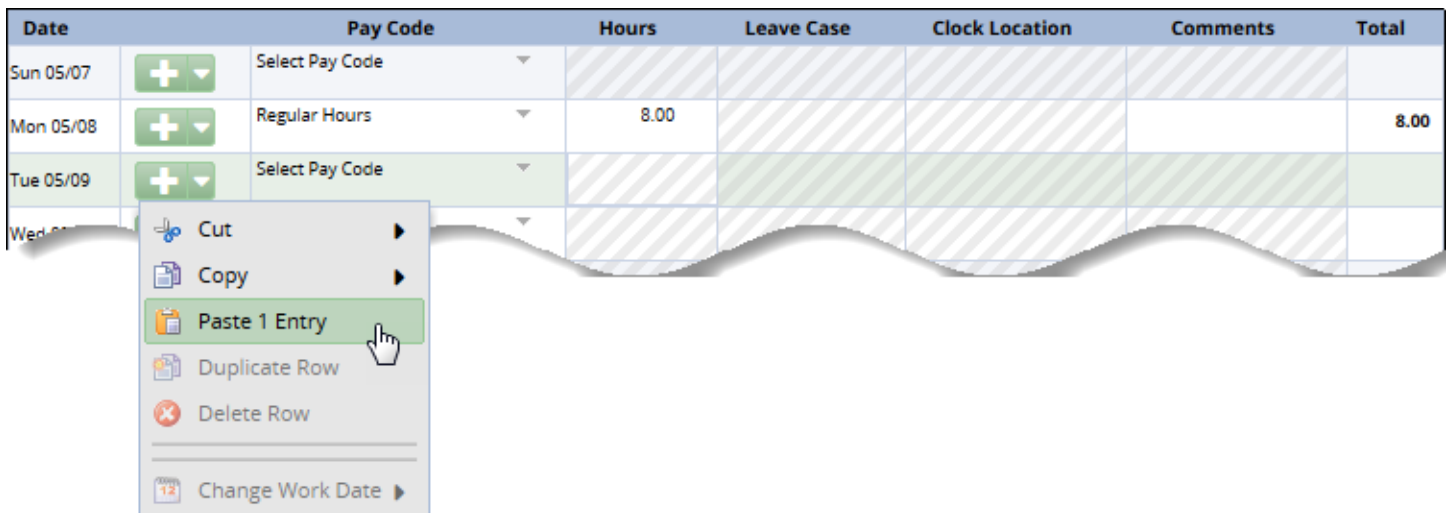 Date Pay Code Hours Leave Case Clock Location Comments Total
Sun 05/07 Select Pay Code
Mon 05/08 Regular Hours 8.00 8.00
Tue 05/09 Select Pay Code
Wed
Cut
Copy
Paste 1 Entry
Duplicate Row
Delete Row
12 Change Work Date